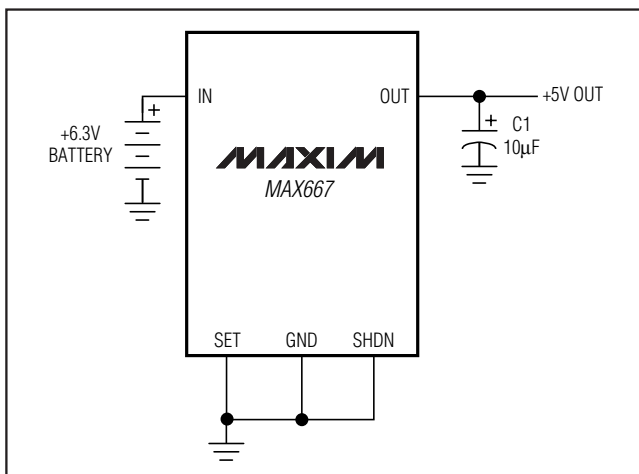 IN
OUT
+5V OUT
+
+
+6.3V
BATTERY
C1
10µF
MAXIM
MAX667
SET
GND
SHDN